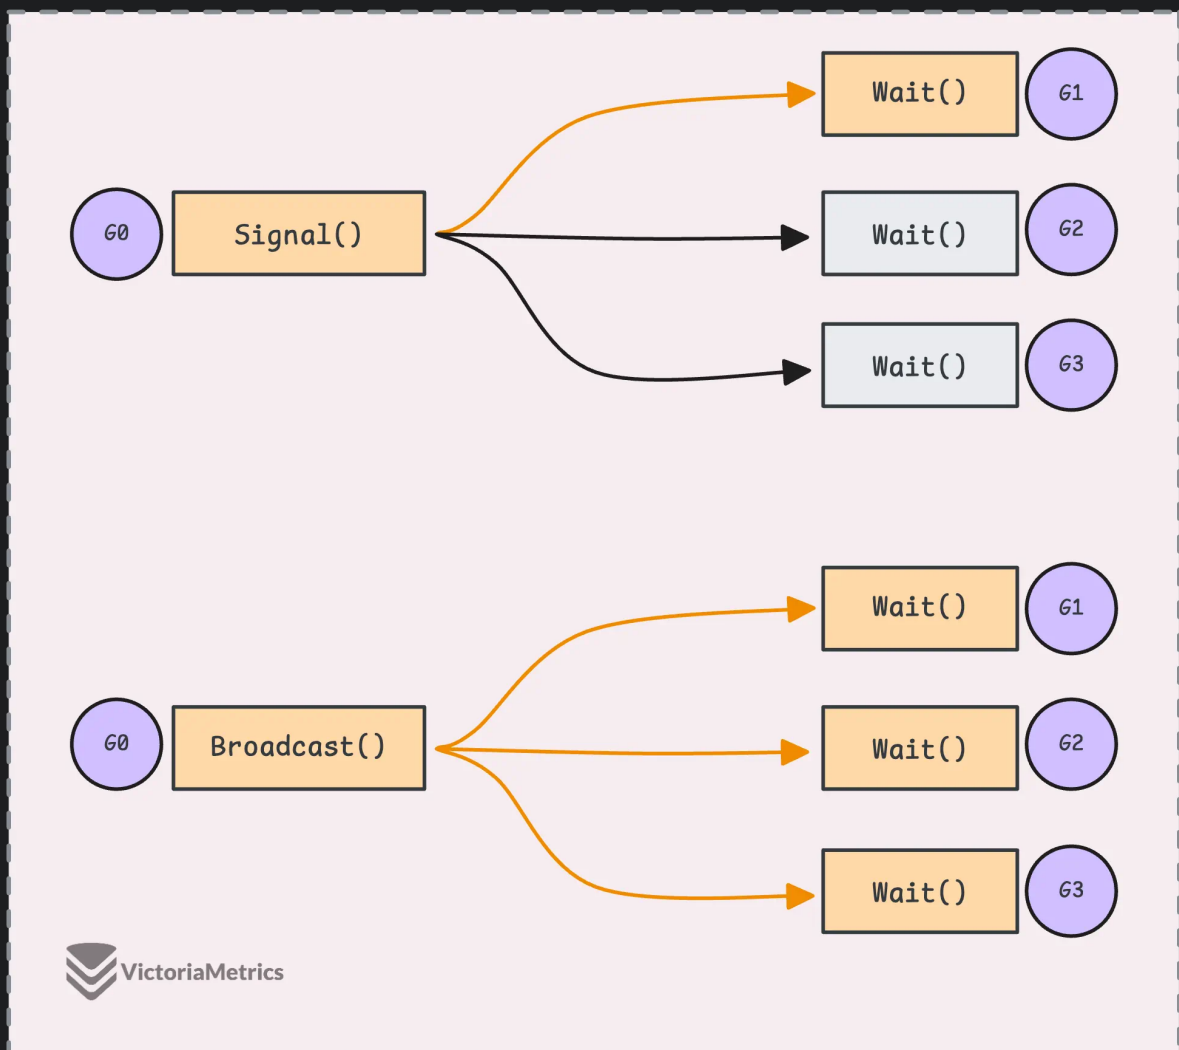 Wait()
G1
G0
Signal()
Wait()
G2
Wait()
G3
Wait()
G1
G0
Broadcast()
Wait()
G2
Wait()
G3
VictoriaMetrics